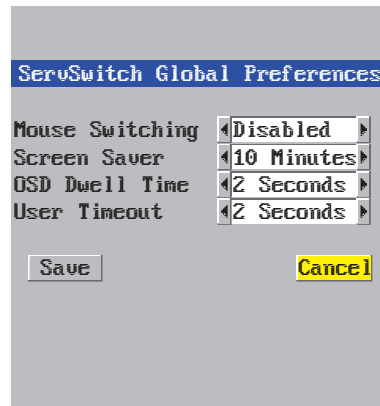 ServSwitch Global Preferences
Mouse Switching Disabled
Screen Saver 10 Minutes
OSD Dwell Time 2 Seconds
User Timeout 2 Seconds
Save Cancel